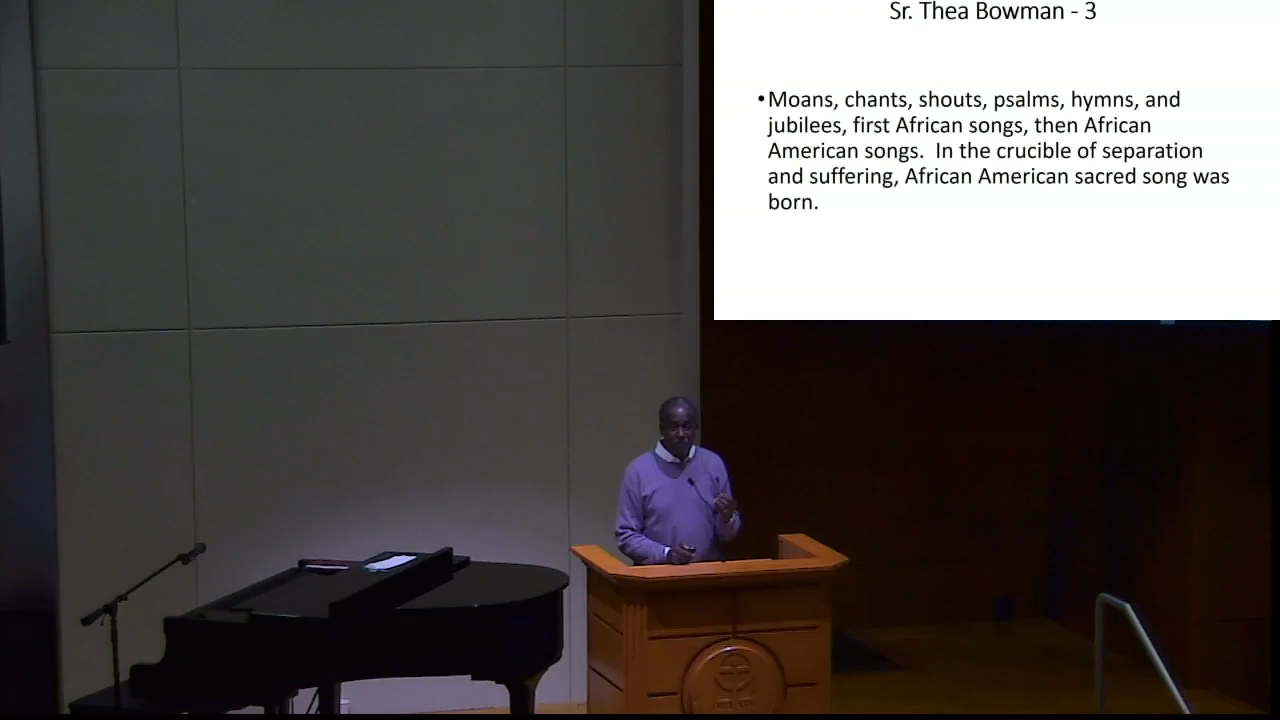 Sr. Thea Bowman - 3
•Moans, chants, shouts, psalms, hymns, and
jubilees, first African songs, then African
American songs.  In the crucible of separation
and suffering, African American sacred song was
born.